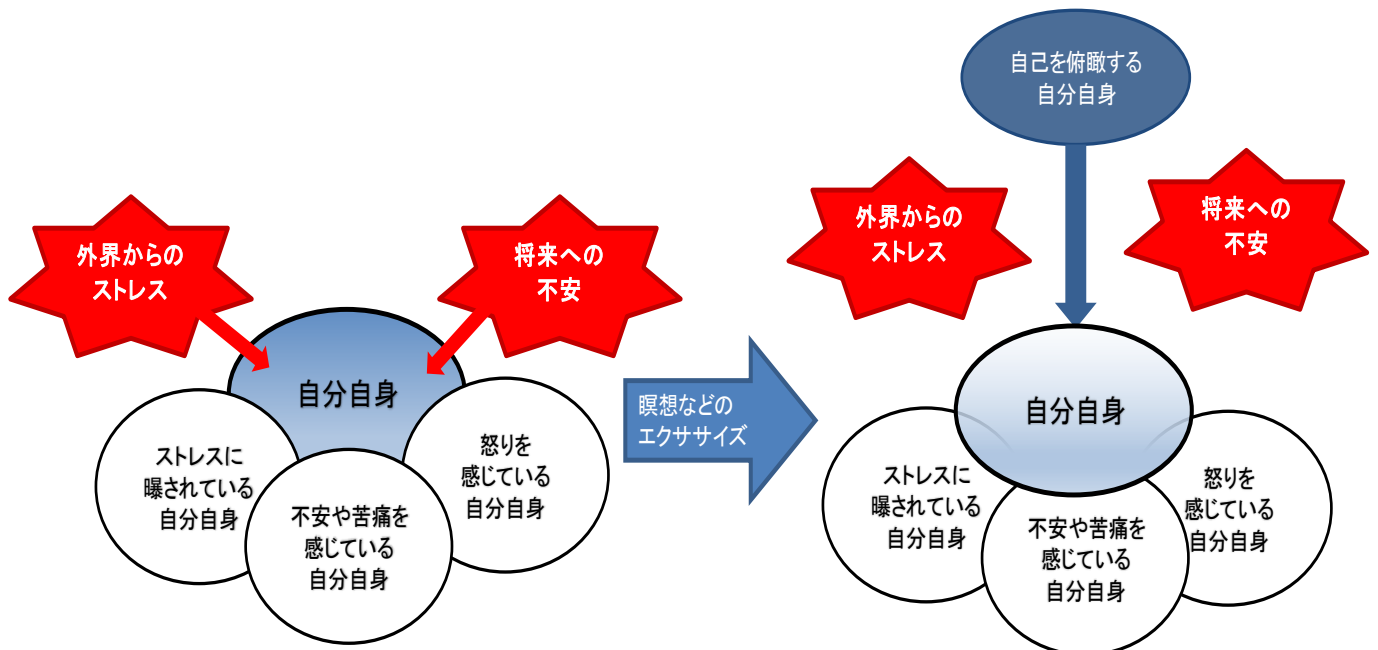 外界からの
ストレス
将来への
不安
自分自身
ストレスに
曝されている
自分自身
不安や苦痛を
感じている
自分自身
怒りを
感じている
自分自身
瞑想などの
エクササイズ
自己を俯瞰する
自分自身
外界からの
ストレス
将来への
不安
自分自身
ストレスに
曝されている
自分自身
不安や苦痛を
感じている
自分自身
怒りを
感じている
自分自身